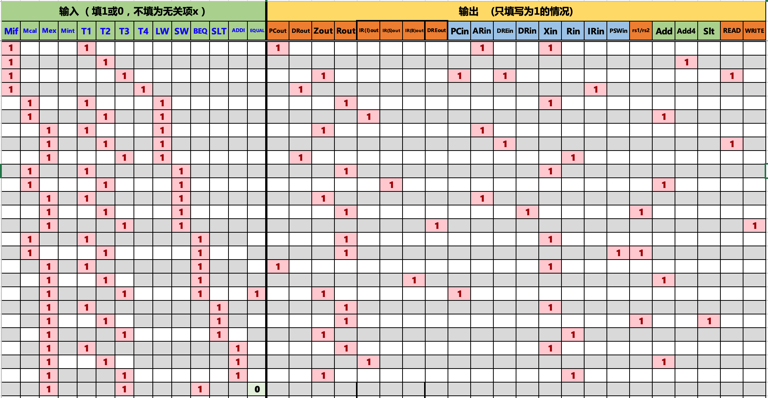 输入（ 填1或0，不填为无关项x ） 输出 （只填写为1的情况）
Mif Mcal Mex Mint T1 T2 T3 T4 LW SW BEQ SLT ADDI EQUAL PCout DRout Zout Rout IR(I)out IR(S)out IR(B)out DREout PCin ARin DREin DRin Xin Rin IRin PSWin rs1/rs2 Add Add4 Slt READ WRITE
1 1 1 1 1
1 1 1
1 1 1 1 1 1
1 1 1 1
1 1 1 1 1
1 1 1 1 1
1 1 1 1 1
1 1 1 1 1
1 1 1 1 1
1 1 1 1 1
1 1 1 1 1
1 1 1 1 1
1 1 1 1 1 1
1 1 1 1 1
1 1 1 1 1
1 1 1 1 1 1
1 1 1 1 1
1 1 1 1 1
1 1 1 1 1 1
1 1 1 1 1
1 1 1 1 1 1
1 1 1 1 1
1 1 1 1 1
1 1 1 1 1
1 1 1 1 1
1 1 1 0